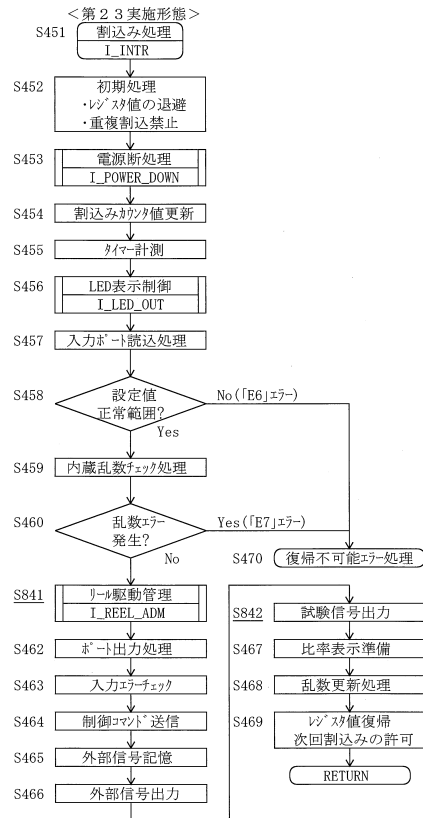 ＜第２３実施形態＞
S451
割込み処理
I_INTR
S452
初期処理
・ﾚｼﾞｽﾀ値の退避
・重複割込禁止
S453
電源断処理
I_POWER_DOWN
S454
割込みｶｳﾝﾀ値更新
S455
ﾀｲﾏｰ計測
S456
LED表示制御
I_LED_OUT
S457
入力ﾎﾟｰﾄ読込処理
S458
設定値
正常範囲?
No(｢E6｣ｴﾗｰ)
Yes
S459
内蔵乱数ﾁｪｯｸ処理
S460
乱数ｴﾗｰ
発生?
Yes(｢E7｣ｴﾗｰ)
No
S470
復帰不可能ｴﾗｰ処理
S841
ﾘｰﾙ駆動管理
I_REEL_ADM
S462
ﾎﾟｰﾄ出力処理
S463
入力ｴﾗｰﾁｪｯｸ
S464
制御ｺﾏﾝﾄﾞ送信
S465
外部信号記憶
S466
外部信号出力
S842
試験信号出力
S467
比率表示準備
S468
乱数更新処理
S469
ﾚｼﾞｽﾀ値復帰
次回割込みの許可
RETURN